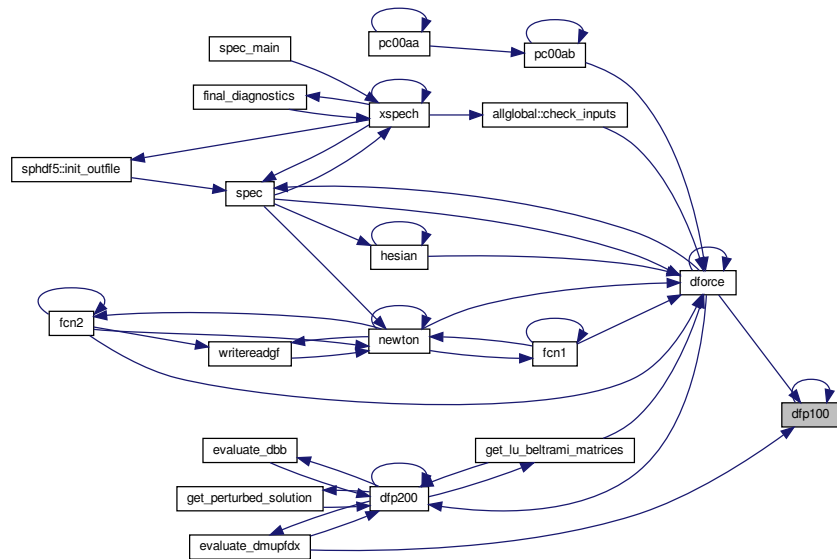 pc00aa
pc00ab
spec_main
final_diagnostics
xspech
allglobal::check_inputs
sphdf5::init_outfile
spec
hesian
dforce
fcn2
writereadgf
newton
fcn1
dfp100
evaluate_dbb
get_lu_beltrami_matrices
get_perturbed_solution
dfp200
evaluate_dmupfdx